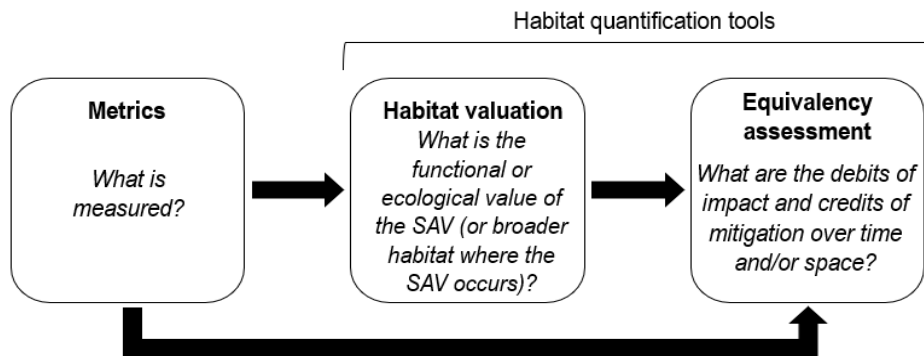 Habitat quantification tools
Metrics
What is
measured?
Habitat valuation
What is the
functional or
ecological value of
the SAV (or broader
habitat where the
SAV occurs)?
Equivalency
assessment
What are the debits of
impact and credits of
mitigation over time
and/or space?